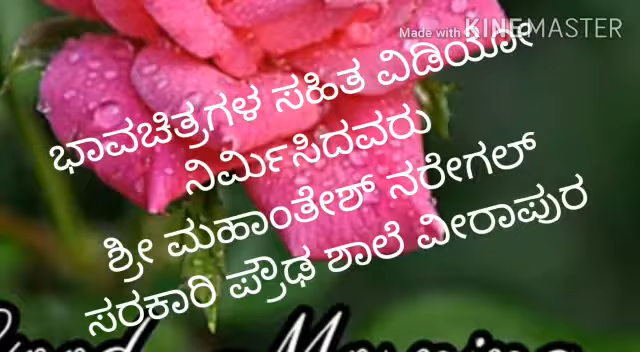 Made with KINEMASTER
ಭಾವಚಿತ್ರಗಳ ಸಹಿತ ವಿಡಿಯೋ
ನಿರ್ಮಿಸಿದವರು
ಶ್ರೀ ಮಹಾಂತೇಶ್ ನರೇಗಲ್
ಸರಕಾರಿ ಪ್ರೌಢ ಶಾಲೆ ವೀರಾಪುರ